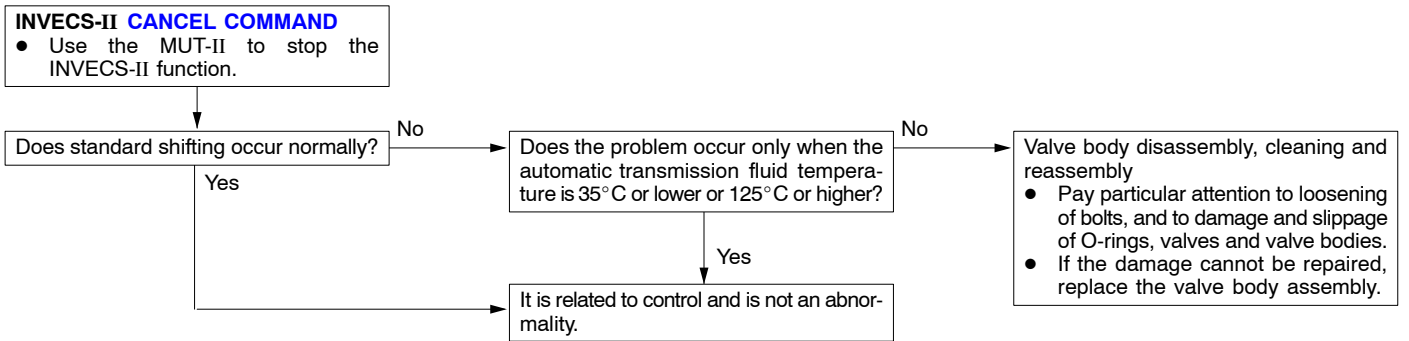 INVECS-II CANCEL COMMAND
● Use the MUT-II to stop the
INVECS-II function.
Does standard shifting occur normally?
No
Yes
Does the problem occur only when the
automatic transmission fluid tempera-
ture is 35°C or lower or 125°C or higher?
No
Yes
Valve body disassembly, cleaning and
reassembly
● Pay particular attention to loosening
of bolts, and to damage and slippage
of O-rings, valves and valve bodies.
● If the damage cannot be repaired,
replace the valve body assembly.
It is related to control and is not an abnor-
mality.